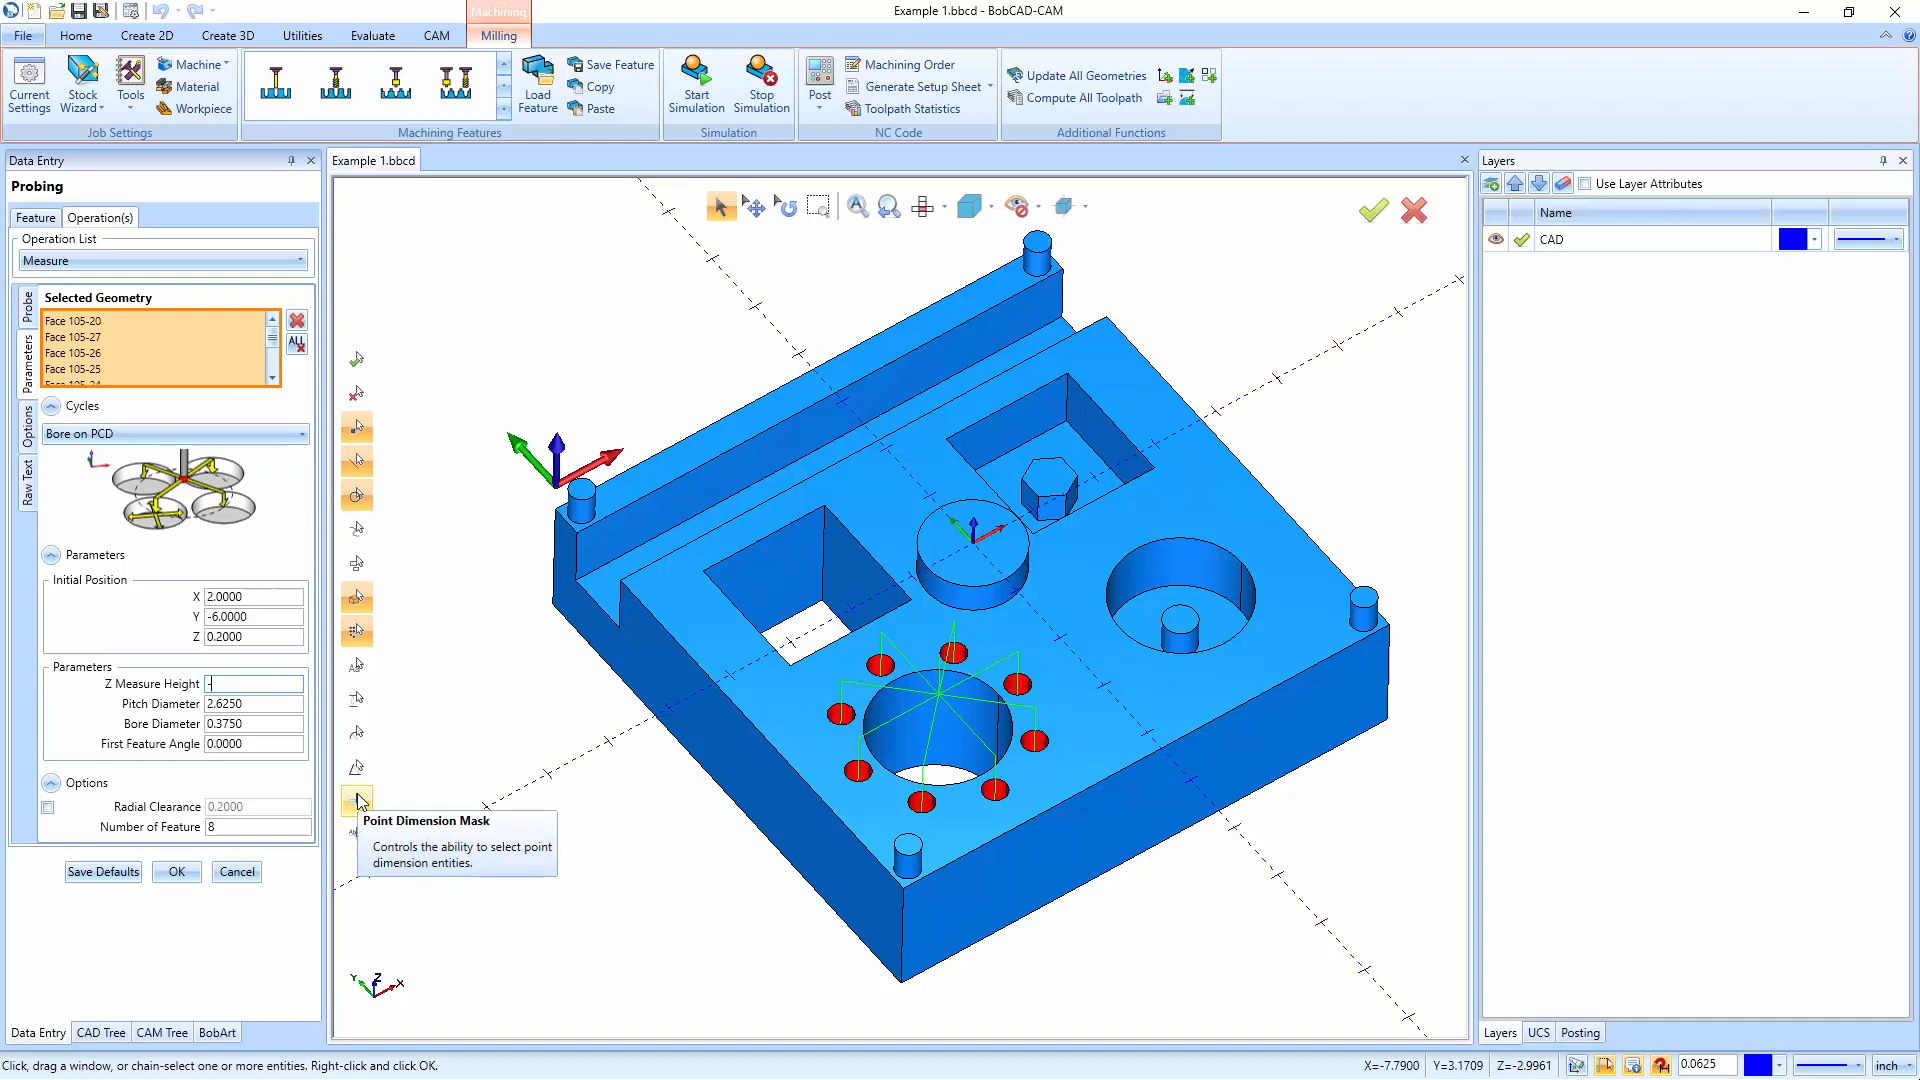 Machining
Example 1.bbcd - BobCAD-CAM
File
Home
Create 2D
Create 3D
Utilities
Evaluate
CAM
Milling
Current Settings
Stock Wizard
Tools
Machine
Material
Workpiece
Job Settings
Load Feature
Save Feature
Copy
Paste
Machining Features
Start Simulation
Stop Simulation
Simulation
Post
Machining Order
Generate Setup Sheet
Toolpath Statistics
NC Code
Update All Geometries
Compute All Toolpath
Additional Functions
Data Entry
Probing
Feature
Operation(s)
Operation List
Measure
Probe
Parameters
Options
Raw Text
Selected Geometry
Face 105-20
Face 105-27
Face 105-26
Face 105-25
Face 105-24
ALL
Cycles
Bore on PCD
Parameters
Initial Position
X 2.0000
Y -6.0000
Z 0.2000
Parameters
Z Measure Height -
Pitch Diameter 2.6250
Bore Diameter 0.3750
First Feature Angle 0.0000
Options
Radial Clearance 0.2000
Number of Feature 8
Save Defaults
OK
Cancel
Data Entry
CAD Tree
CAM Tree
BobArt
Example 1.bbcd
Point Dimension Mask
Controls the ability to select point
dimension entities.
Y Z X
Layers
Use Layer Attributes
Name
CAD
Layers
UCS
Posting
Click, drag a window, or chain-select one or more entities. Right-click and click OK.
X=-7.7900
Y=3.1709
Z=-2.9961
0.0625
inch